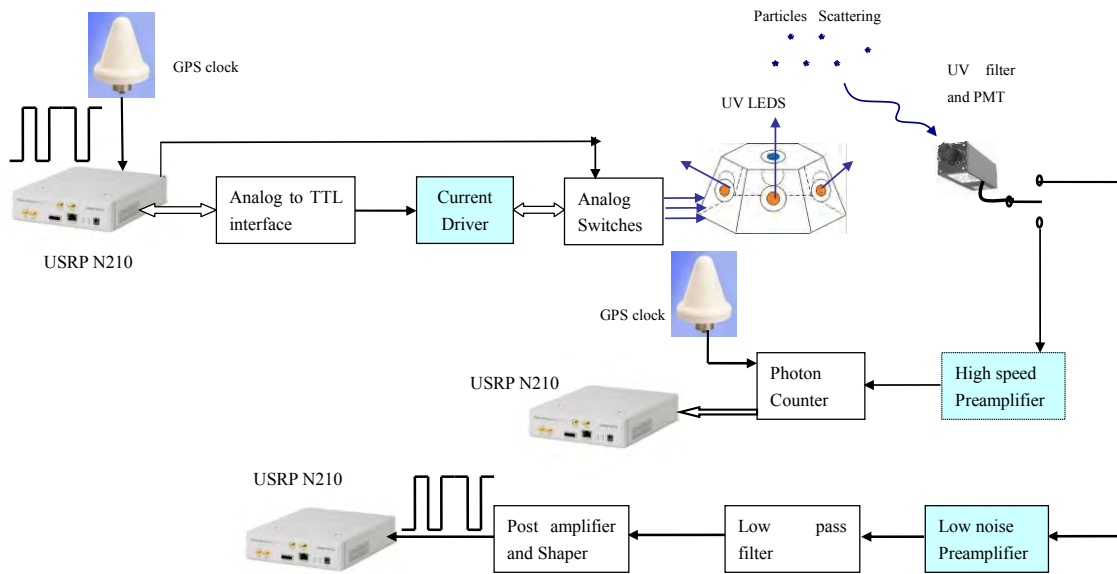 Particles Scattering
GPS clock
UV filter
and PMT
UV LEDS
Analog to TTL
interface
Current
Driver
Analog
Switches
USRP N210
GPS clock
USRP N210
Photon
Counter
High speed
Preamplifier
USRP N210
Post amplifier
and Shaper
Low pass
filter
Low noise
Preamplifier